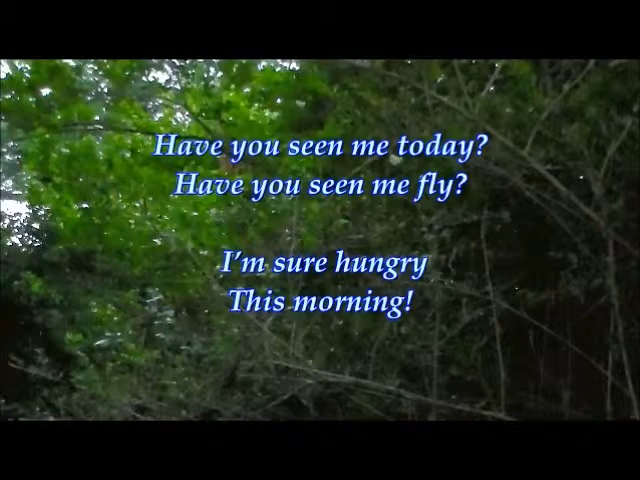 Have you seen me today?
Have you seen me fly?
I'm sure hungry
This morning!